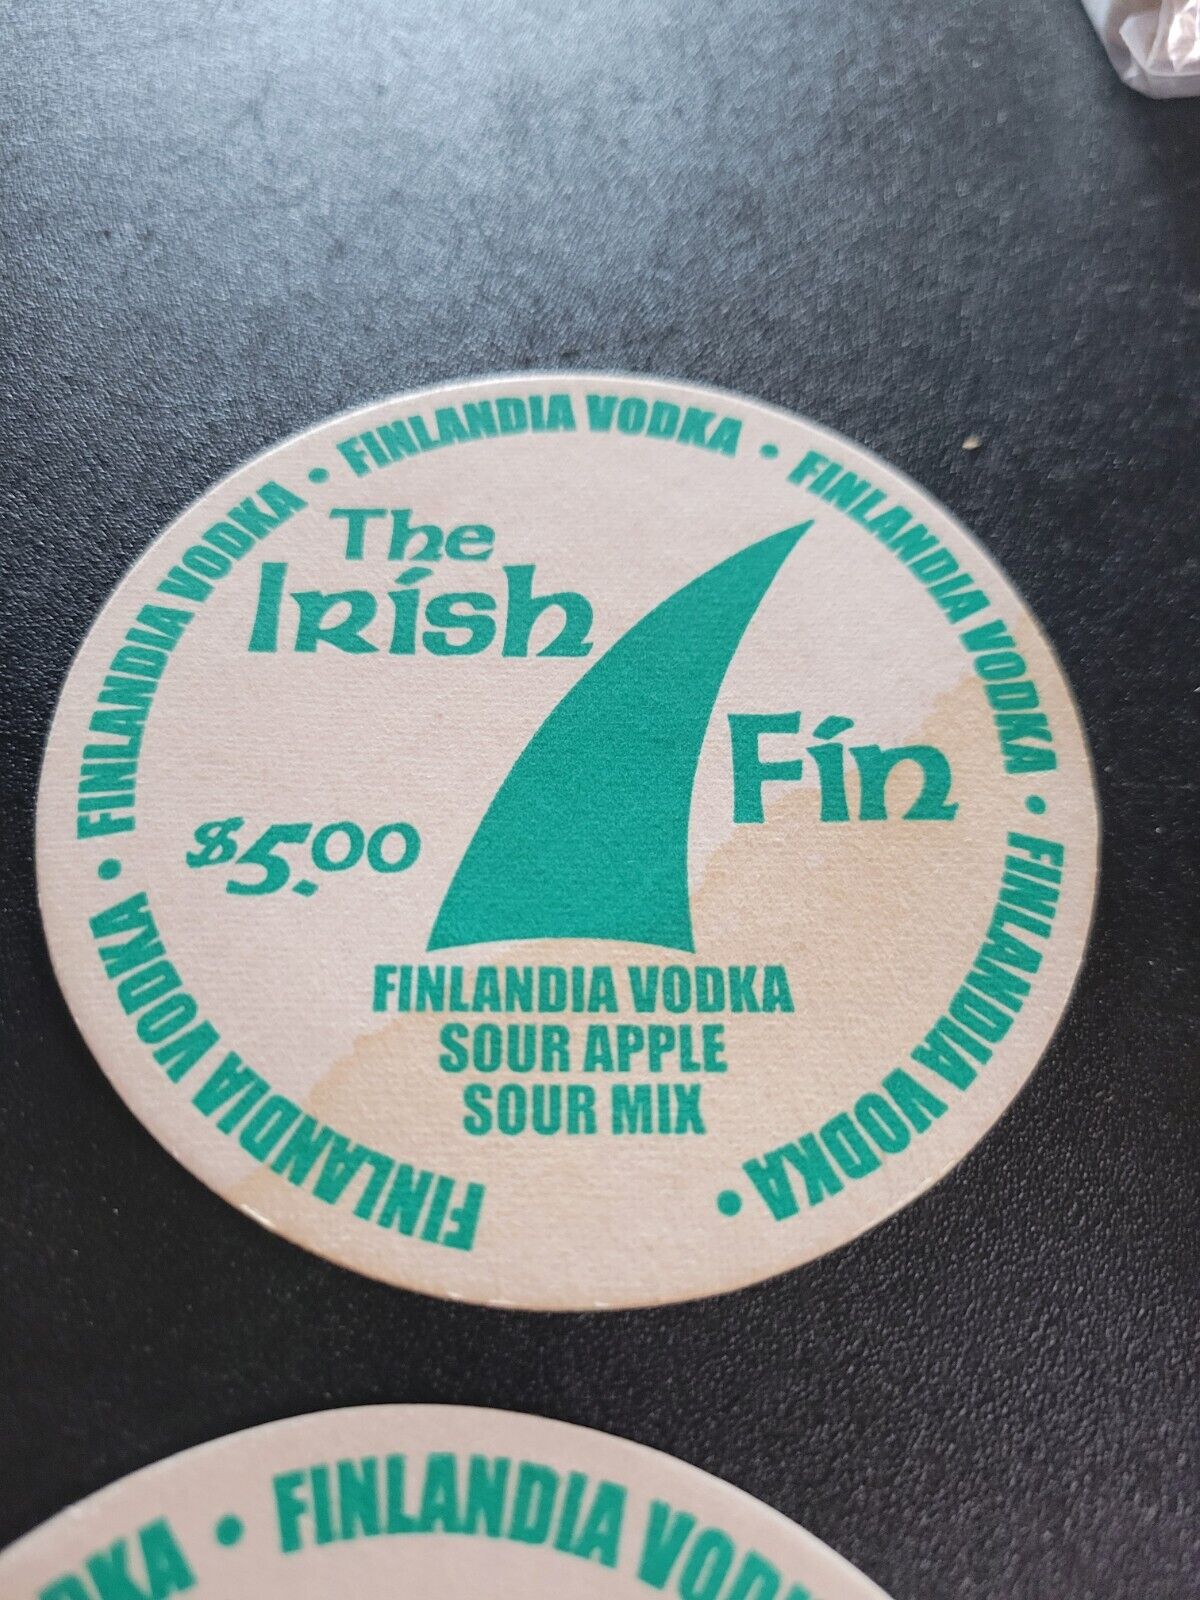 FINLANDIA VODKA • FINLANDIA VODKA • FINLANDIA VODKA • FINLANDIA VODKA • FINLANDIA VODKA •
The
Irish
Fin
$5.00
FINLANDIA VODKA
SOUR APPLE
SOUR MIX
• FINLANDIA